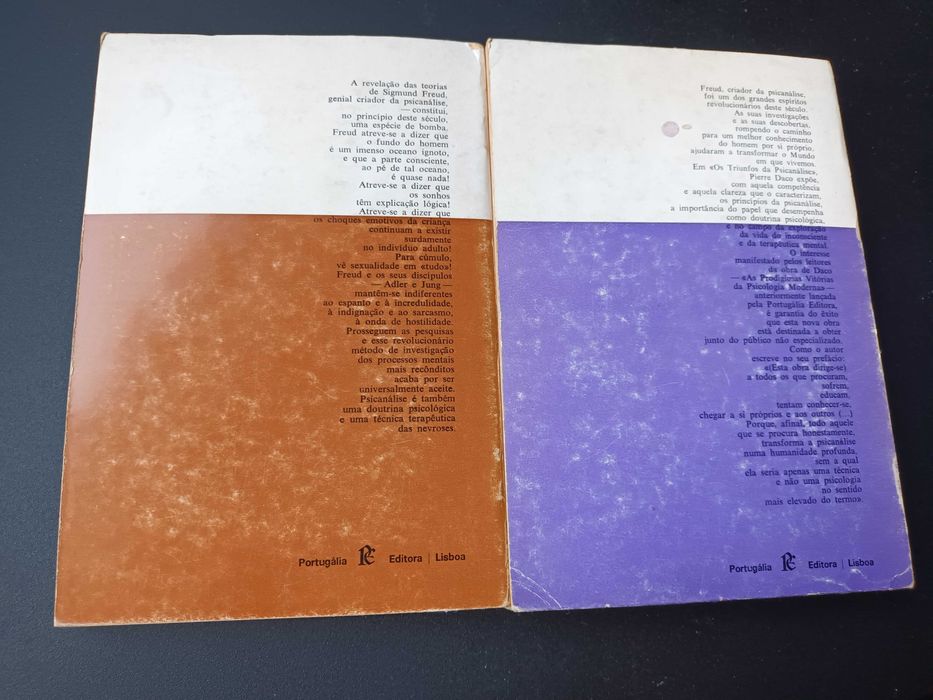 A revelação das teorias
de Sigmund Freud,
genial criador da psicanálise,
— constitui,
no princípio deste século,
uma espécie de bomba.
Freud atreve-se a dizer que
o fundo do homem
é um imenso oceano ignoto,
e que a parte consciente,
ao pé de tal oceano,
é quase nada!
Atreve-se a dizer que
os sonhos
têm explicação lógica!
Atreve-se a dizer que
os choques emotivos da criança
continuam a existir
surdamente
no indivíduo adulto!
Para cúmulo,
vê sexualidade em «tudo»!
Freud e os seus discípulos
— Adler e Jung —
mantêm-se indiferentes
ao espanto e à incredulidade,
à indignação e ao sarcasmo,
à onda de hostilidade.
Prosseguem as pesquisas
e esse revolucionário
método de investigação
dos processos mentais
mais recônditos
acaba por ser
universalmente aceite.
Psicanálise é também
uma doutrina psicológica
e uma técnica terapêutica
das nevroses.
Portugália Editora | Lisboa
Freud, criador da psicanálise,
foi um dos grandes espíritos
revolucionários deste século.
As suas investigações
e as suas descobertas,
rompendo o caminho
para um melhor conhecimento
do homem por si próprio,
ajudaram a transformar o Mundo
em que vivemos.
Em «Os Triunfos da Psicanálise»,
Pierre Daco expõe,
com aquela competência
e aquela clareza que o caracterizam,
os princípios da psicanálise,
a importância do papel que desempenha
como doutrina psicológica,
e no campo da exploração
da vida do inconsciente
e da terapêutica mental.
O interesse
manifestado pelos leitores
da obra de Daco
— «As Prodigiosas Vitórias
da Psicologia Moderna» —
anteriormente lançada
pela Portugália Editora,
é garantia do êxito
que esta nova obra
está destinada a obter
junto do público não especializado.
Como o autor
escreve no seu prefácio:
«(Esta obra dirige-se)
a todos os que procuram,
sofrem,
educam,
tentam conhecer-se,
chegar a si próprios e aos outros (...)
Porque, afinal, todo aquele
que se procura honestamente,
transforma a psicanálise
numa humanidade profunda,
sem a qual
ela seria apenas uma técnica
e não uma psicologia
no sentido
mais elevado do termo».
Portugália Editora | Lisboa